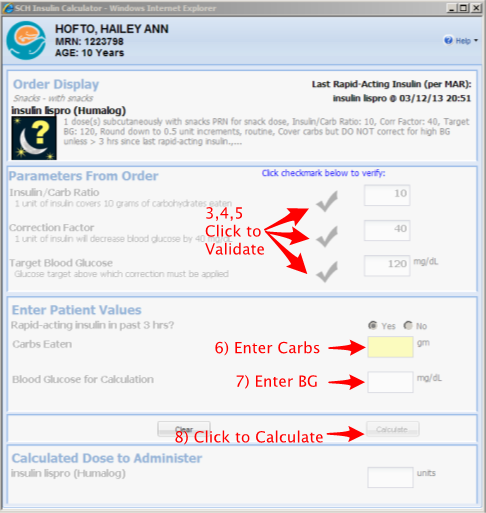 SCH Insulin Calculator - Windows Internet Explorer
HOFTO, HAILEY ANN
MRN: 1223798
AGE: 10 Years
Help
Order Display
Last Rapid-Acting Insulin (per MAR):
Snacks - with snacks
insulin lispro @ 03/12/13 20:51
insulin lispro (Humalog)
1 dose(s) subcutaneously with snacks PRN for snack dose, Insulin/Carb Ratio: 10, Corr Factor: 40, Target
BG: 120, Round down to 0.5 unit increments, routine, Cover carbs but DO NOT correct for high BG
unless > 3 hrs since last rapid-acting insulin.,...
Parameters From Order
Click checkmark below to verify:
Insulin/Carb Ratio
1 unit of insulin covers 10 grams of carbohydrates eaten
10
3,4,5
Click to
Validate
Correction Factor
1 unit of insulin will decrease blood glucose by 40 mg/dL
40
Target Blood Glucose
Glucose target above which correction must be applied
120 mg/dL
Enter Patient Values
Rapid-acting insulin in past 3 hrs?
Yes No
Carbs Eaten
6) Enter Carbs
gm
Blood Glucose for Calculation
7) Enter BG
mg/dL
Clear
8) Click to Calculate
Calculate
Calculated Dose to Administer
insulin lispro (Humalog)
units